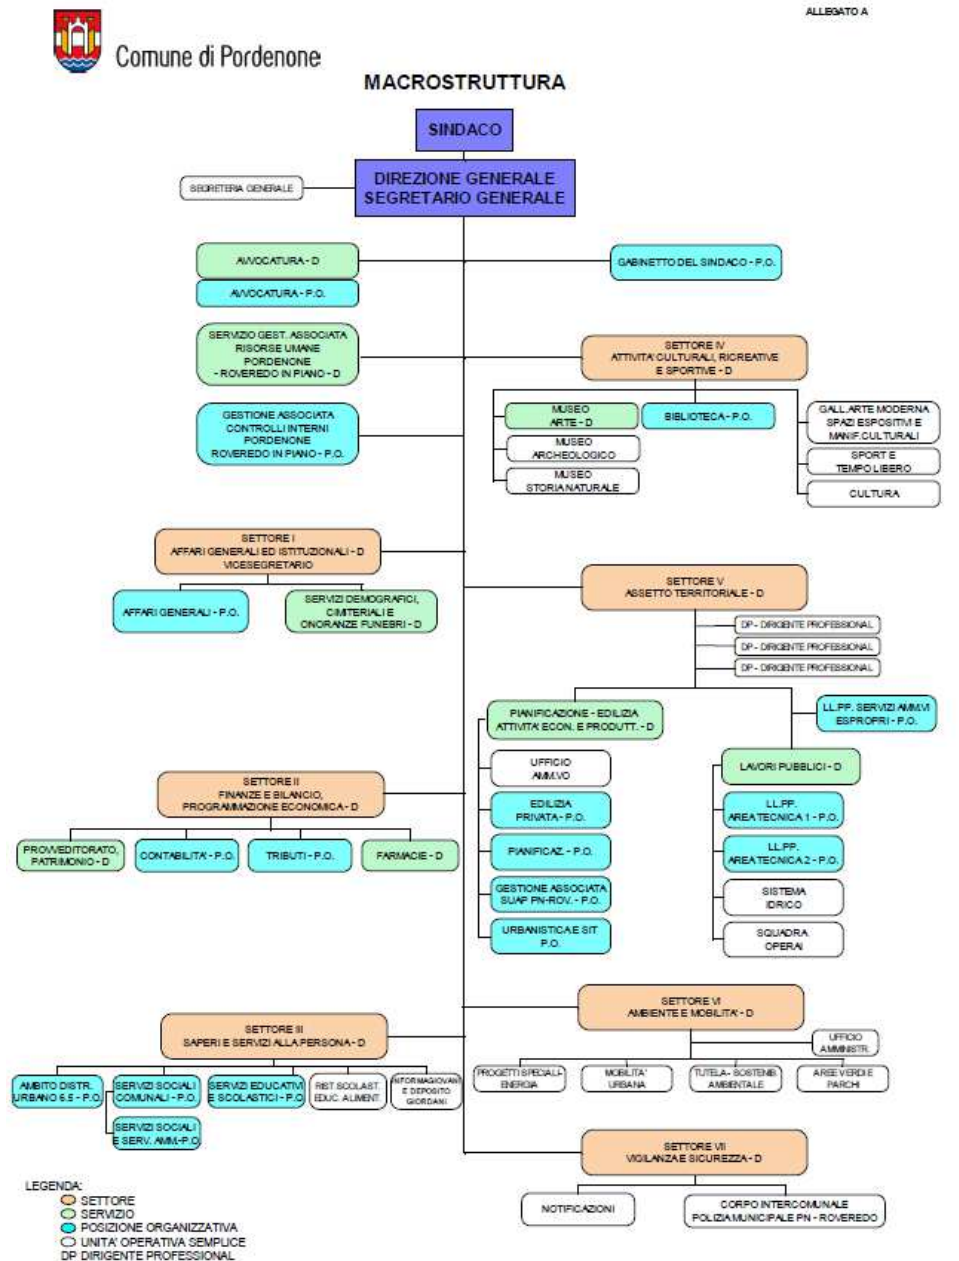 ALLEGATO A
Comune di Pordenone
MACROSTRUTTURA
SINDACO
DIREZIONE GENERALE
SEGRETARIO GENERALE
SEGRETERIA GENERALE
AVVOCATURA - D
GABINETTO DEL SINDACO - P.O.
AVVOCATURA - P.O.
SERVIZIO GEST. ASSOCIATA
RISORSE UMANE
PORDENONE
- ROVEREDO IN PIANO - D
SETTORE IV
ATTIVITA' CULTURALI, RICREATIVE
E SPORTIVE - D
GESTIONE ASSOCIATA
CONTROLLI INTERNI
PORDENONE
ROVEREDO IN PIANO - P.O.
MUSEO
ARTE - D
MUSEO
ARCHEOLOGICO
MUSEO
STORIA NATURALE
BIBLIOTECA - P.O.
GALL.ARTE MODERNA
SPAZI ESPOSITIVI E
MANIF.CULTURALI
SPORT E
TEMPO LIBERO
CULTURA
SETTORE I
AFFARI GENERALI ED ISTITUZIONALI - D
VICESEGRETARIO
AFFARI GENERALI - P.O.
SERVIZI DEMOGRAFICI,
CIMITERIALI E
ONORANZE FUNEBRI - D
SETTORE V
ASSETTO TERRITORIALE - D
DP - DIRIGENTE PROFESSIONAL
DP - DIRIGENTE PROFESSIONAL
DP - DIRIGENTE PROFESSIONAL
PIANIFICAZIONE - EDILIZIA
ATTIVITA' ECON. E PRODUTT. - D
UFFICIO
AMM.VO
EDILIZIA
PRIVATA - P.O.
PIANIFICAZ. - P.O.
GESTIONE ASSOCIATA
SUAP PN-ROV. - P.O.
URBANISTICA E SIT
P.O.
LL.PP. SERVIZI AMM.VI
ESPROPRI - P.O.
LAVORI PUBBLICI - D
LL.PP.
AREA TECNICA 1 - P.O.
LL.PP.
AREA TECNICA 2 - P.O.
SISTEMA
IDRICO
SQUADRA
OPERAI
SETTORE II
FINANZE E BILANCIO,
PROGRAMMAZIONE ECONOMICA - D
PROVVEDITORATO,
PATRIMONIO - D
CONTABILITA' - P.O.
TRIBUTI - P.O.
FARMACIE - D
SETTORE VI
AMBIENTE E MOBILITA' - D
UFFICIO
AMMINISTR.
PROGETTI SPECIALI-
ENERGIA
MOBILITA'
URBANA
TUTELA - SOSTENIB.
AMBIENTALE
AREE VERDI E
PARCHI
SETTORE III
SAPERI E SERVIZI ALLA PERSONA - D
AMBITO DISTR.
URBANO 6.5 - P.O.
SERVIZI SOCIALI
COMUNALI - P.O.
SERVIZI SOCIALI
E SERV. AMM.-P.O.
SERVIZI EDUCATIVI
E SCOLASTICI - P.O.
RIST SCOLAST.
EDUC. ALIMENT.
INFORMAGIOVANI
E DEPOSITO
GIORDANI
SETTORE VII
VIGILANZA E SICUREZZA - D
NOTIFICAZIONI
CORPO INTERCOMUNALE
POLIZIA MUNICIPALE PN - ROVEREDO
LEGENDA:
SETTORE
SERVIZIO
POSIZIONE ORGANIZZATIVA
UNITA' OPERATIVA SEMPLICE
DP DIRIGENTE PROFESSIONAL